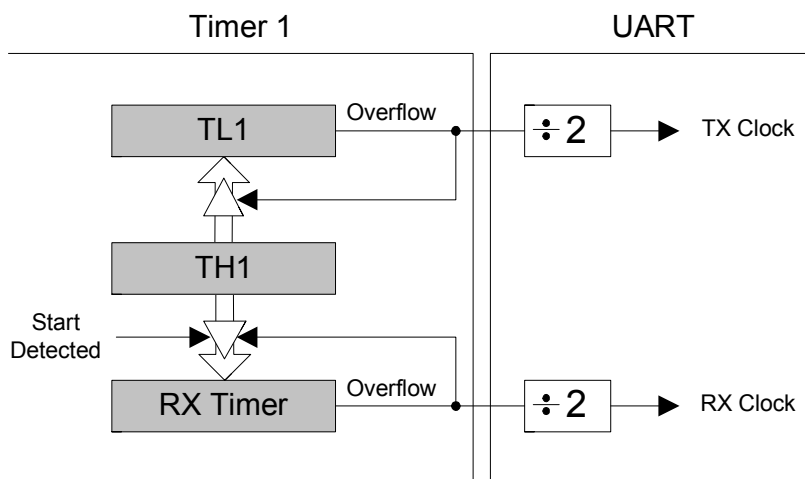 Timer 1
UART
TL1
Overflow
÷ 2
TX Clock
TH1
Start
Detected
RX Timer
Overflow
÷ 2
RX Clock